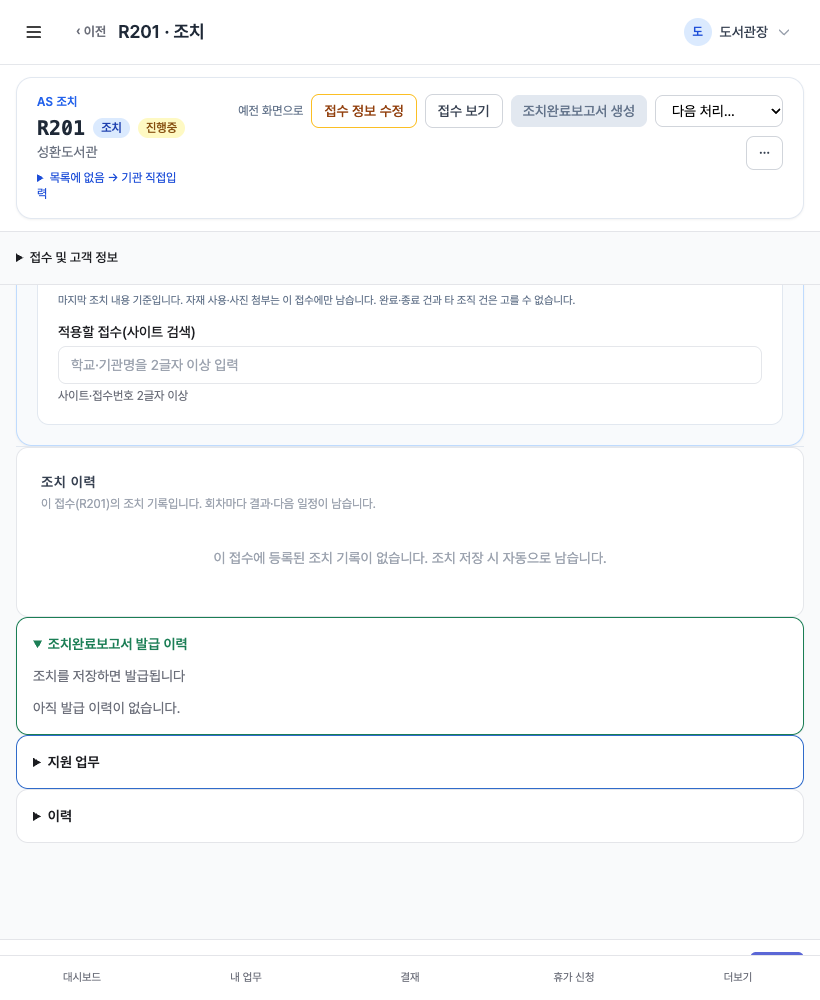 ‹ 이전 R201 · 조치
도 도서관장
AS 조치
예전 화면으로 접수 정보 수정 접수 보기 조치완료보고서 생성 다음 처리...
R201 조치 진행중
성환도서관
...
▶ 목록에 없음 → 기관 직접입
력
▶ 접수 및 고객 정보
마지막 조치 내용 기준입니다. 자재 사용·사진 첨부는 이 접수에만 남습니다. 완료·종료 건과 타 조직 건은 고를 수 없습니다.
적용할 접수(사이트 검색)
학교·기관명을 2글자 이상 입력
사이트·접수번호 2글자 이상
조치 이력
이 접수(R201)의 조치 기록입니다. 회차마다 결과·다음 일정이 남습니다.
이 접수에 등록된 조치 기록이 없습니다. 조치 저장 시 자동으로 남습니다.
▼ 조치완료보고서 발급 이력
조치를 저장하면 발급됩니다
아직 발급 이력이 없습니다.
▶ 지원 업무
▶ 이력
대시보드 내 업무 결재 휴가 신청 더보기